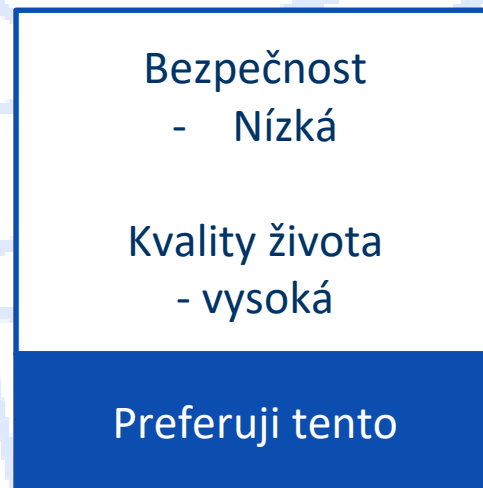 Bezpečnost
- Nízká
Kvality života
- vysoká
Preferuji tento